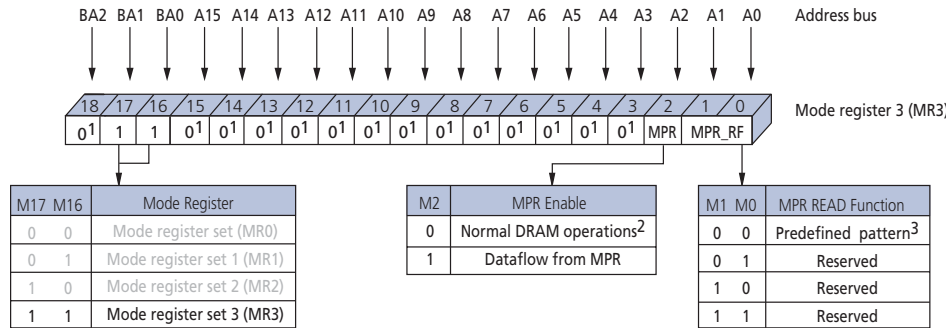 BA2 BA1 BA0 A15 A14 A13 A12 A11 A10 A9 A8 A7 A6 A5 A4 A3 A2 A1 A0 Address bus
18 17 16 15 14 13 12 11 10 9 8 7 6 5 4 3 2 1 0 Mode register 3 (MR3)
0¹ 1 1 0¹ 0¹ 0¹ 0¹ 0¹ 0¹ 0¹ 0¹ 0¹ 0¹ 0¹ 0¹ 0¹ MPR MPR_RF
M17 M16 Mode Register
0 0 Mode register set (MR0)
0 1 Mode register set 1 (MR1)
1 0 Mode register set 2 (MR2)
1 1 Mode register set 3 (MR3)
M2 MPR Enable
0 Normal DRAM operations²
1 Dataflow from MPR
M1 M0 MPR READ Function
0 0 Predefined pattern³
0 1 Reserved
1 0 Reserved
1 1 Reserved